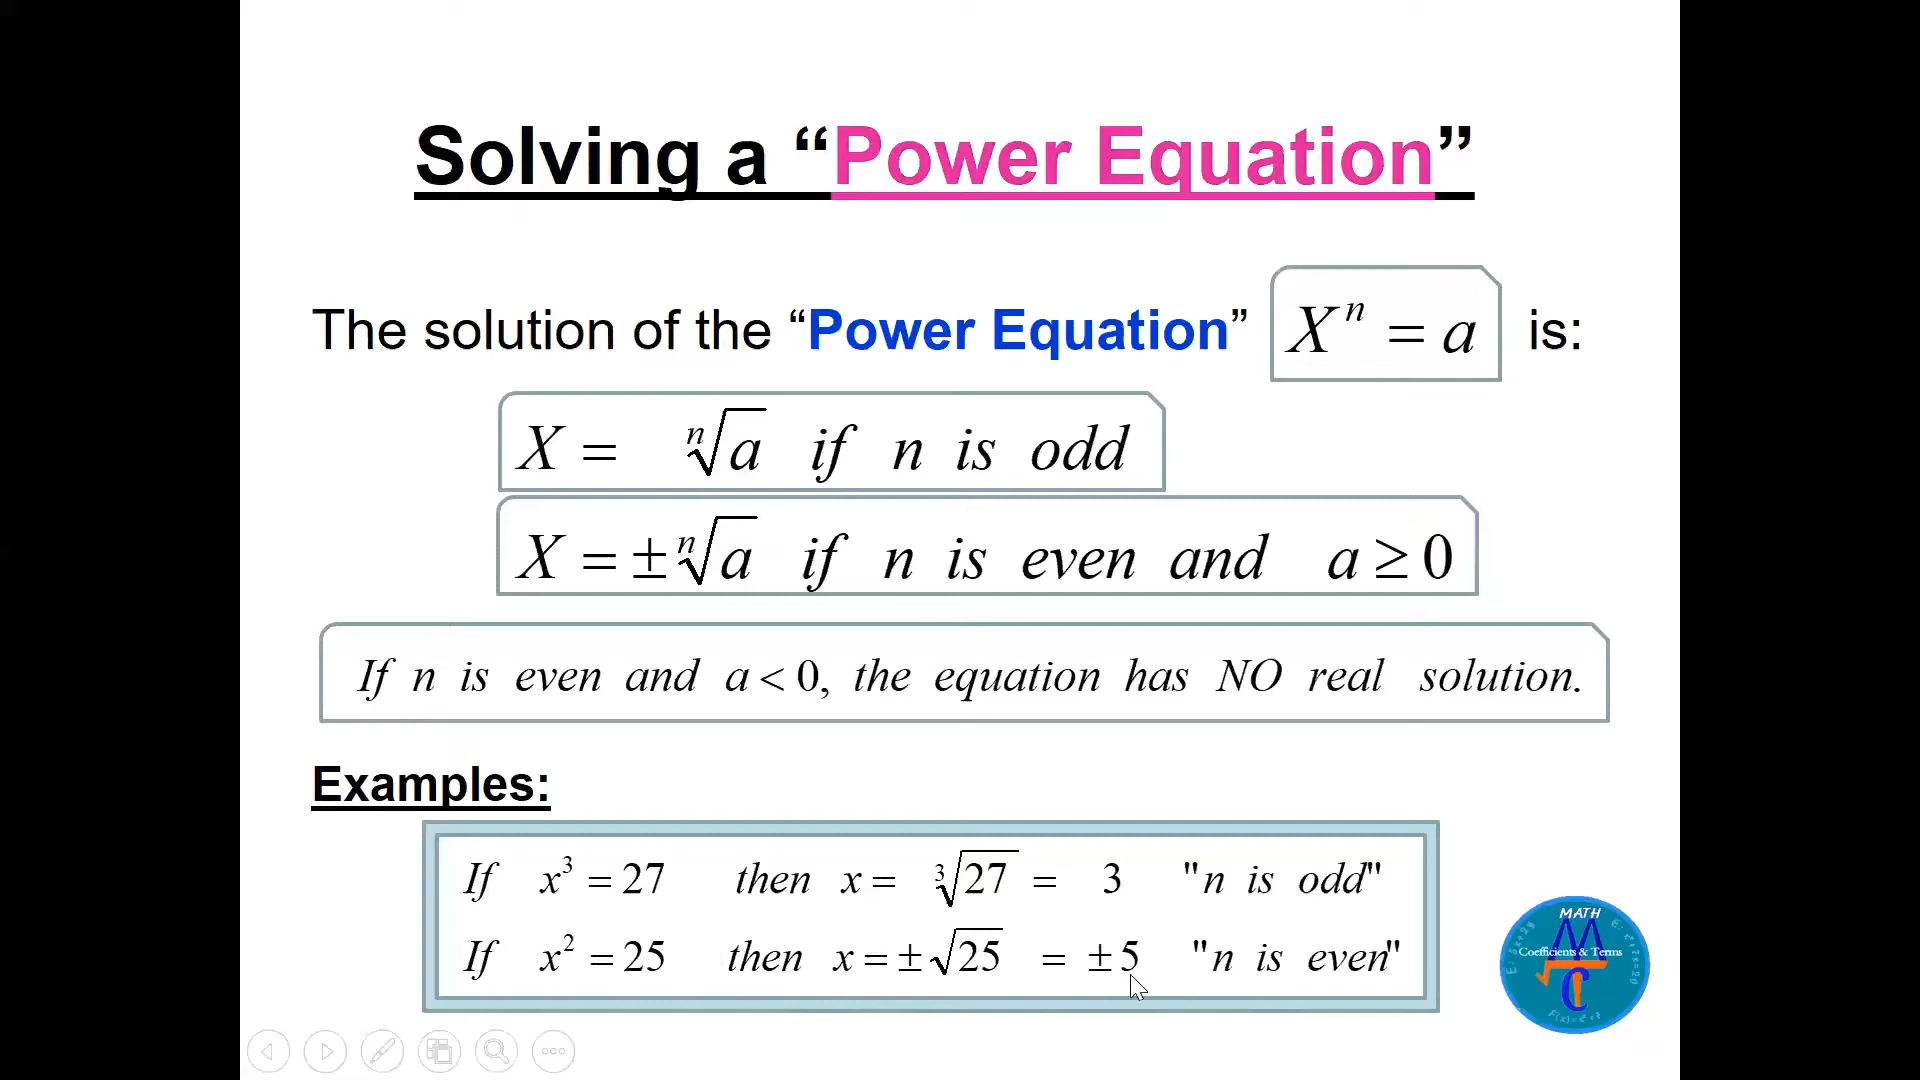 Solving a “Power Equation”
The solution of the “Power Equation” Xⁿ = a is:
X = ⁿ√a if n is odd
X = ±ⁿ√a if n is even and a ≥ 0
If n is even and a < 0, the equation has NO real solution.
Examples:
If x³ = 27 then x = ³√27 = 3 "n is odd"
If x² = 25 then x = ±√25 = ±5 "n is even"
MATH
Coefficients & Terms